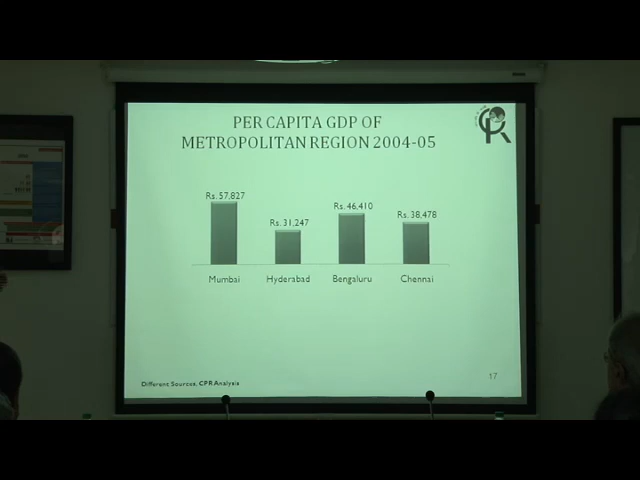 PER CAPITA GDP OF
METROPOLITAN REGION 2004-05
Rs. 57,827
Rs. 31,247
Rs. 46,410
Rs. 38,478
Mumbai
Hyderabad
Bengaluru
Chennai
Different Sources, CPR Analysis
17